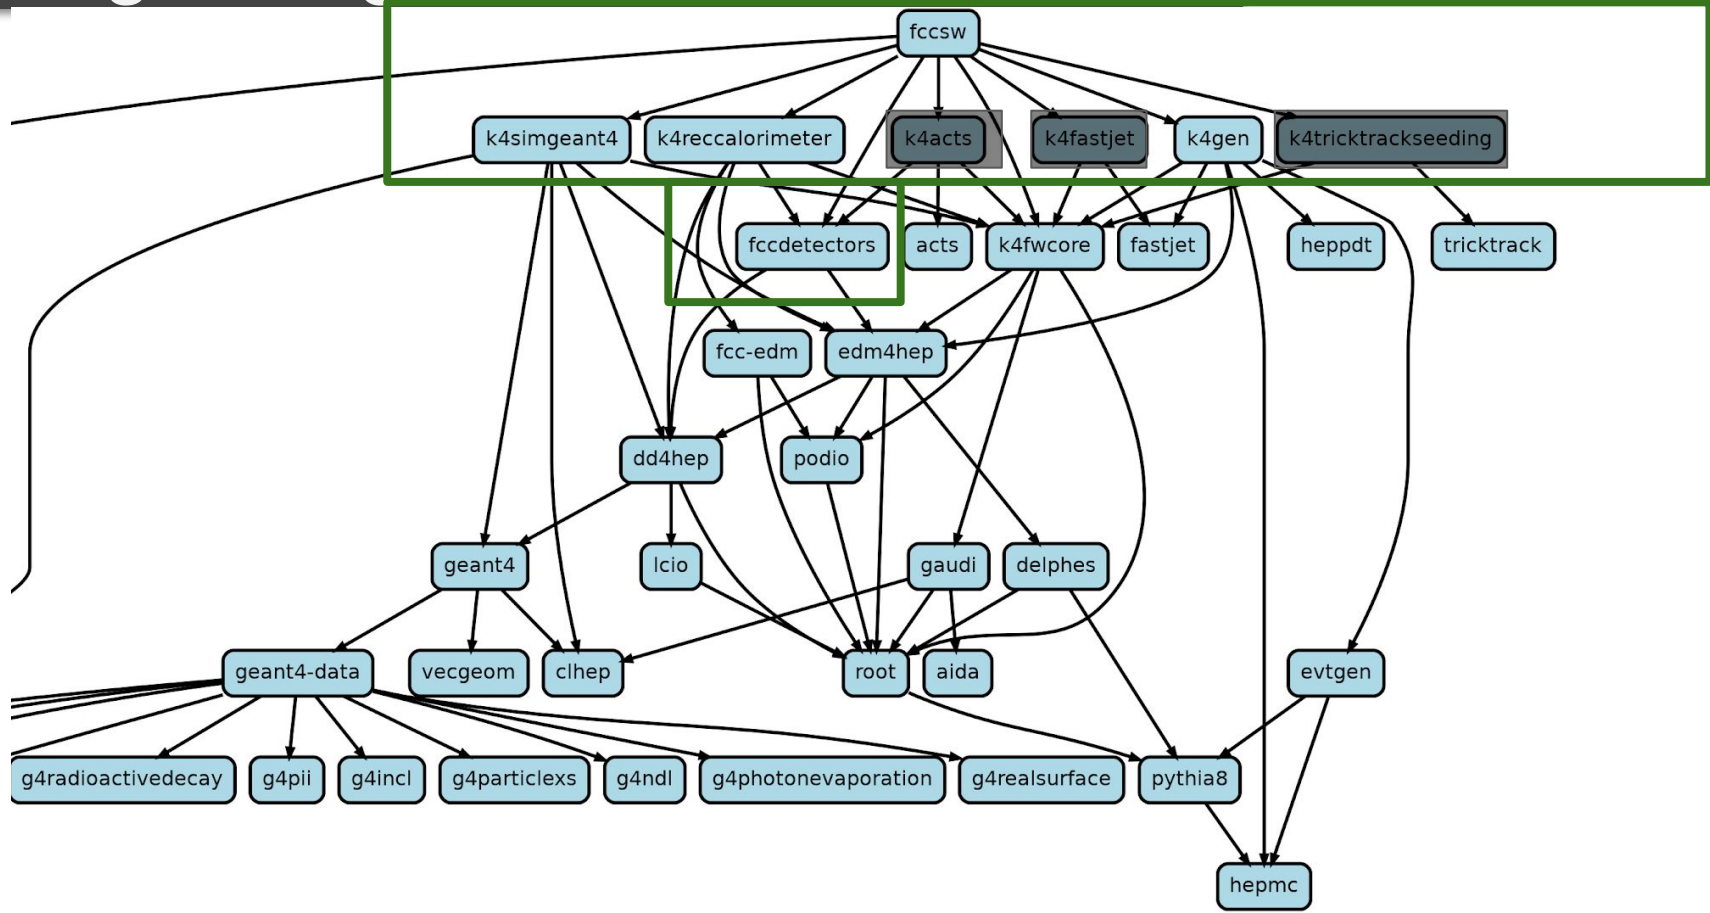 fccsw
k4simgeant4 k4reccalorimeter k4acts k4fastjet k4gen k4tricktrackseeding
fccdetectors acts k4fwcore fastjet heppdt tricktrack
fcc-edm edm4hep
dd4hep podio
geant4 lcio gaudi delphes
geant4-data vecgeom clhep root aida evtgen
g4radioactivedecay g4pii g4incl g4particlexs g4ndl g4photonevaporation g4realsurface pythia8
hepmc